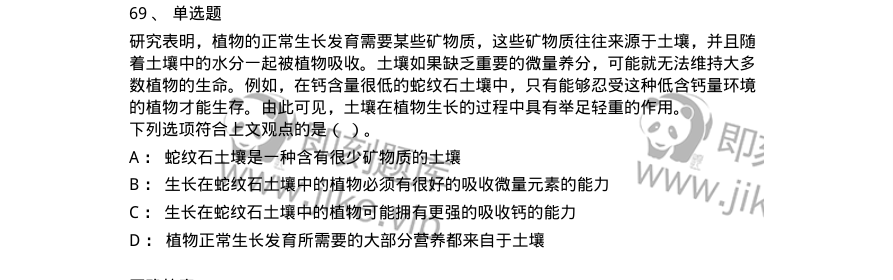 69 、 单选题
研究表明，植物的正常生长发育需要某些矿物质，这些矿物质往往来源于土壤，并且随
着土壤中的水分一起被植物吸收。土壤如果缺乏重要的微量养分，可能就无法维持大多
数植物的生命。例如，在钙含量很低的蛇纹石土壤中，只有能够忍受这种低含钙量环境
的植物才能生存。由此可见，土壤在植物生长的过程中具有举足轻重的作用。
下列选项符合上文观点的是（  ）。
A ： 蛇纹石土壤是一种含有很少矿物质的土壤
B ： 生长在蛇纹石土壤中的植物必须有很好的吸收微量元素的能力
C ： 生长在蛇纹石土壤中的植物可能拥有更强的吸收钙的能力
D ： 植物正常生长发育所需要的大部分营养都来自于土壤
即刻题库
www.jike.vip
即刻
www.jik